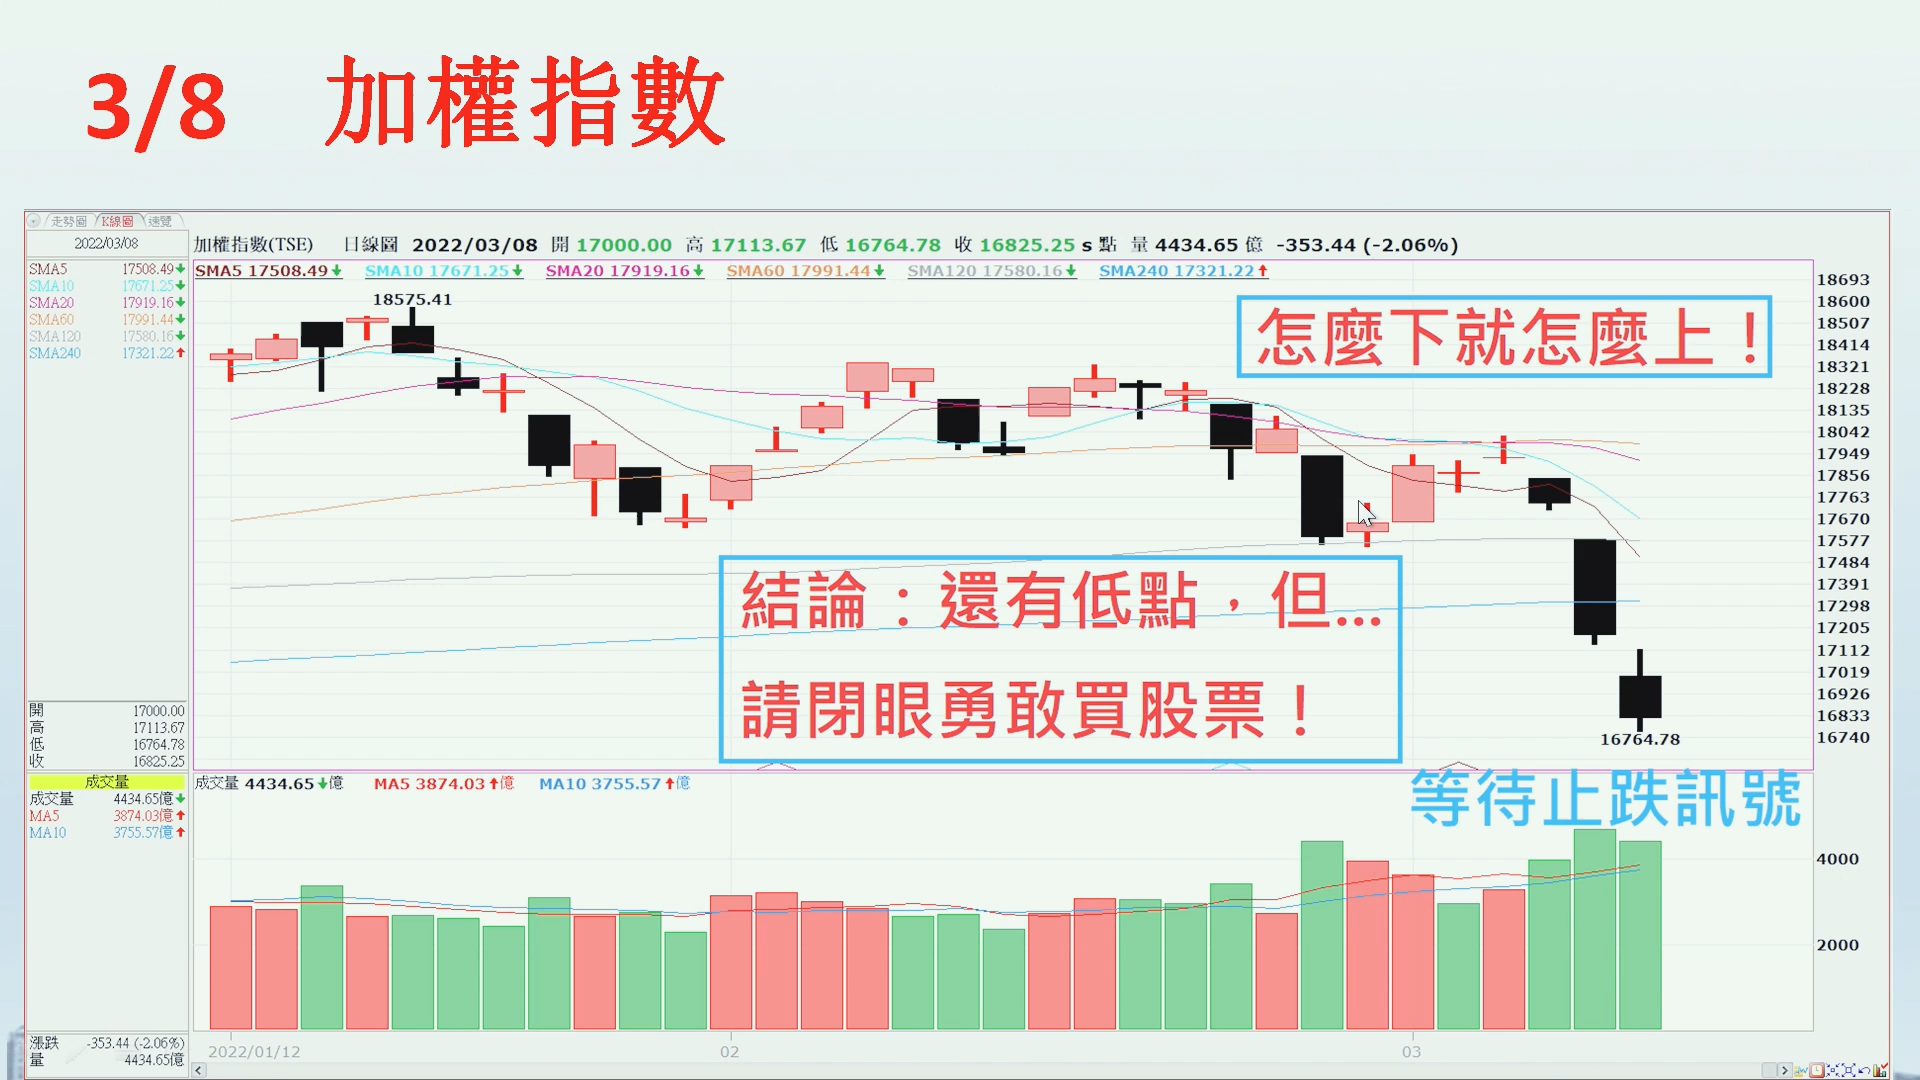 3/8 加權指數
走勢圖 K線圖 速覽
2022/03/08
加權指數(TSE) 日線圖 2022/03/08 開 17000.00 高 17113.67 低 16764.78 收 16825.25 s 點 量 4434.65 億 -353.44 (-2.06%)
SMA5 17508.49↓ SMA10 17671.25↓ SMA20 17919.16↓ SMA60 17991.44↓ SMA120 17580.16↓ SMA240 17321.22↑
SMA5 17508.49↓
SMA10 17671.25↓
SMA20 17919.16↓
SMA60 17991.44↓
SMA120 17580.16↓
SMA240 17321.22↑
18575.41
怎麼下就怎麼上！
18693
18600
18507
18414
18321
18228
18135
18042
17949
17856
17763
17670
17577
17484
17391
17298
17205
17112
17019
16926
16833
16740
結論：還有低點，但...
請閉眼勇敢買股票！
16764.78
開 17000.00
高 17113.67
低 16764.78
收 16825.25
等待止跌訊號
成交量
成交量 4434.65億↓
MA5 3874.03億↑
MA10 3755.57億↑
成交量 4434.65↓億 MA5 3874.03↑億 MA10 3755.57↑億
4000
2000
漲跌 -353.44 (-2.06%)
量 4434.65億
2022/01/12 02 03